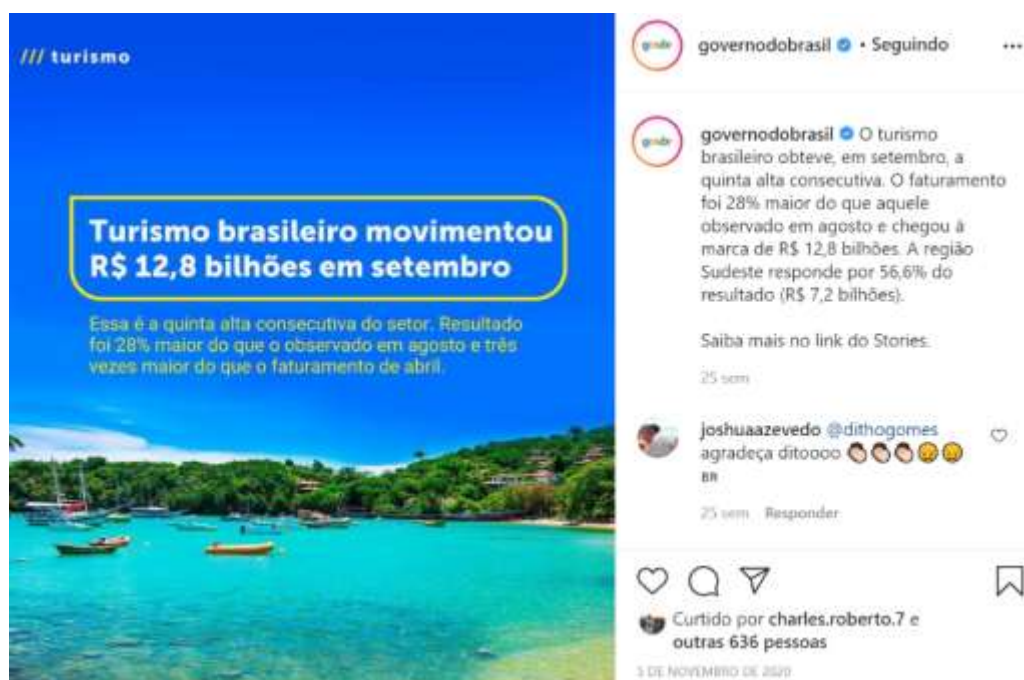 /// turismo
Turismo brasileiro movimentou
R$ 12,8 bilhões em setembro
Essa é a quinta alta consecutiva do setor. Resultado
foi 28% maior do que o observado em agosto e três
vezes maior do que o faturamento de abril.
governodobrasil • Seguindo
governodobrasil O turismo
brasileiro obteve, em setembro, a
quinta alta consecutiva. O faturamento
foi 28% maior do que aquele
observado em agosto e chegou à
marca de R$ 12,8 bilhões. A região
Sudeste responde por 56,6% do
resultado (R$ 7,2 bilhões).
Saiba mais no link do Stories.
25 sem
joshuaazevedo @dithogomes
agradeça ditoooo 👏🏻👏🏻👏🏻😂😂
BR
25 sem Responder
Curtido por charles.roberto.7 e
outras 636 pessoas
5 DE NOVEMBRO DE 2020